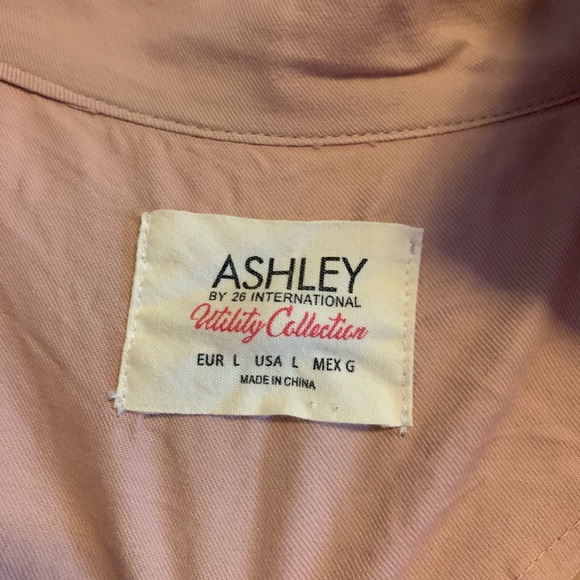 ASHLEY
BY 26 INTERNATIONAL
Utility Collection
EUR L USA L MEX G
MADE IN CHINA